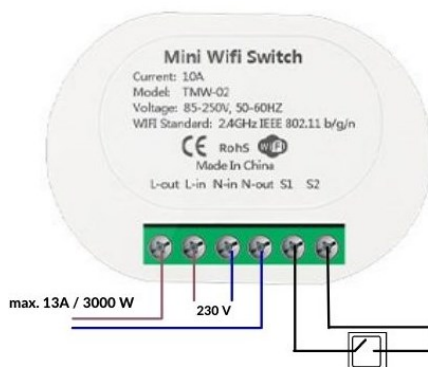 Mini Wifi Switch
Current: 10A
Model: TMW-02
Voltage: 85-250V, 50-60HZ
WIFI Standard: 2.4GHz IEEE 802.11 b/g/n
CE RoHS WiFi
Made In China
L-out L-in N-in N-out S1 S2
max. 13A / 3000 W
230 V